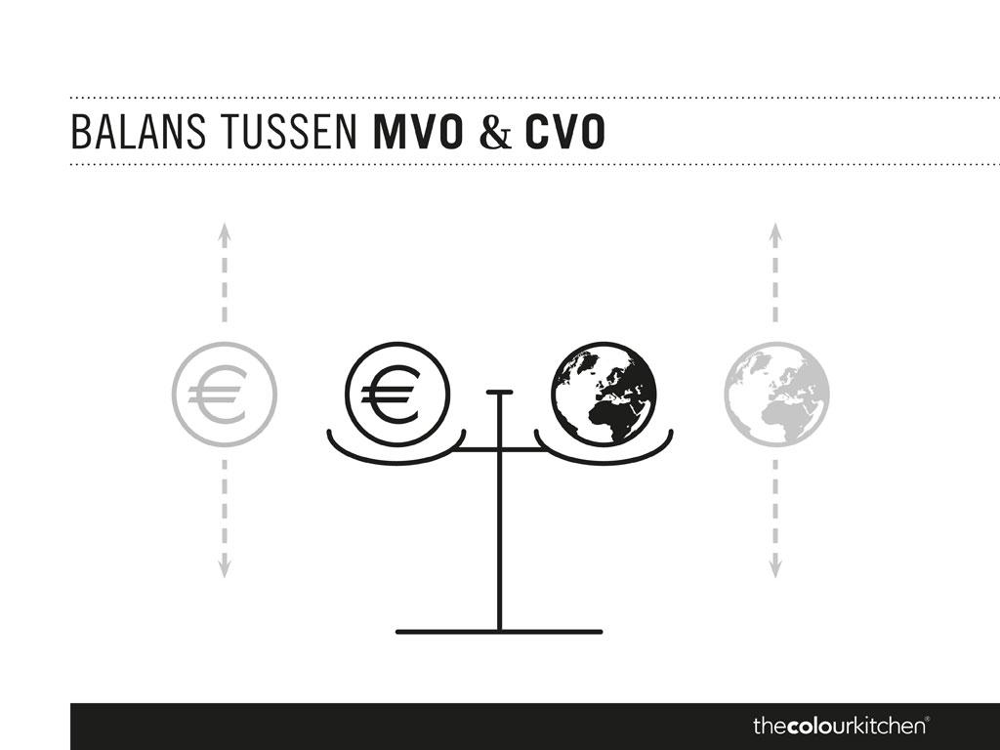 BALANS TUSSEN MVO & CVO
€ €
thecolourkitchen®